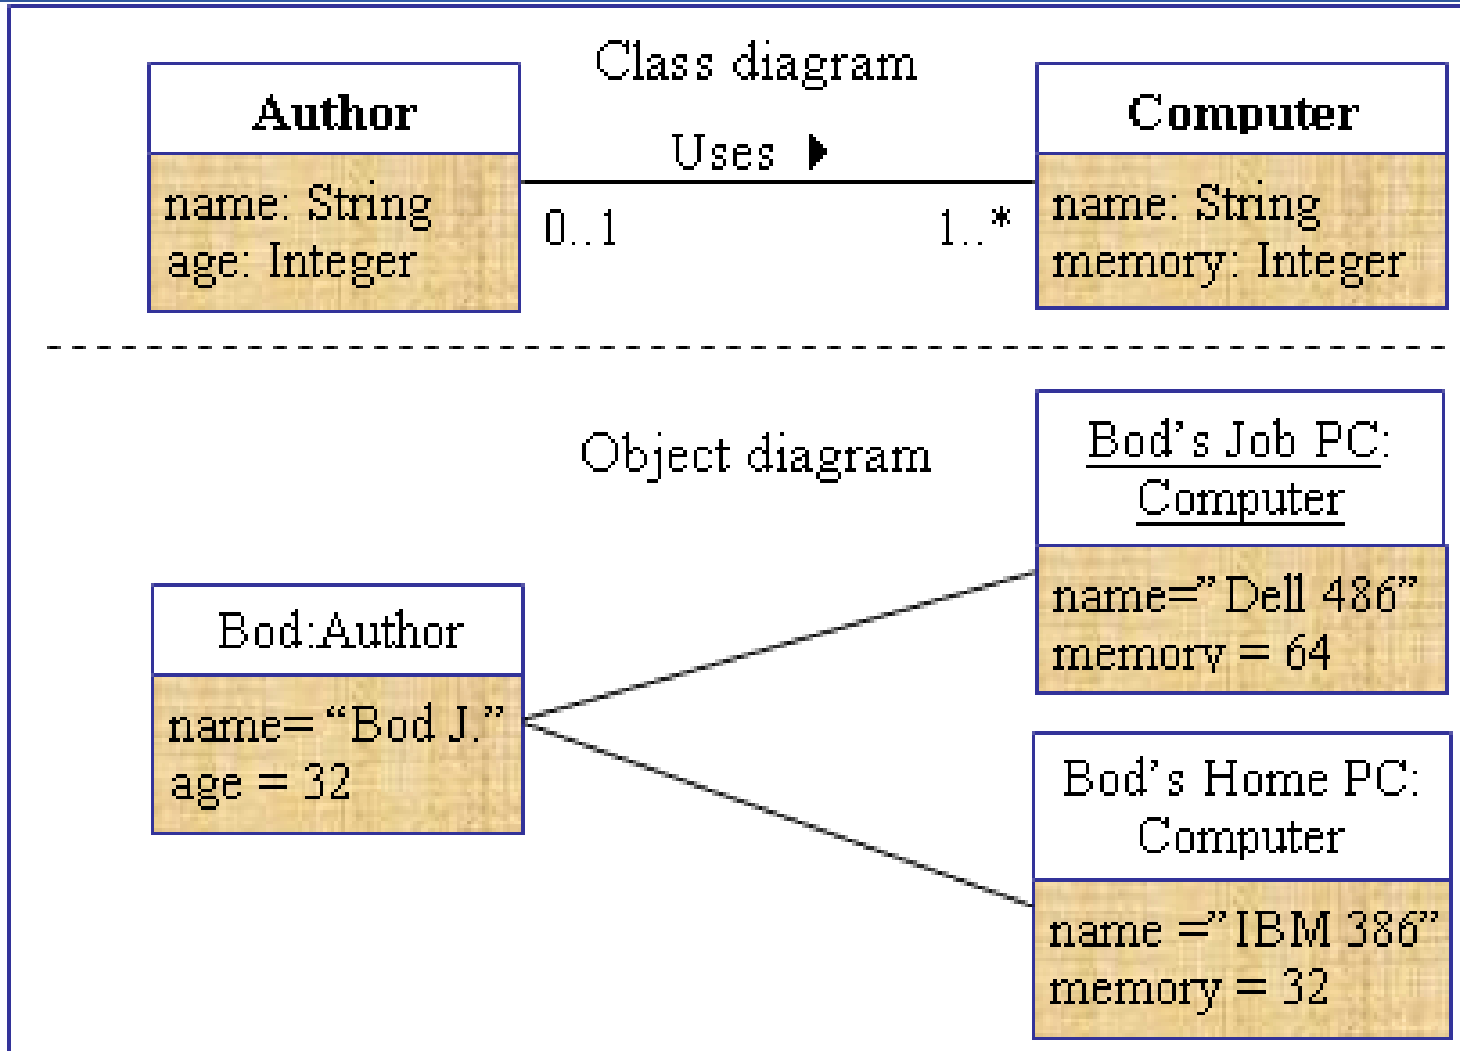 Class diagram
Author
name: String
age: Integer
Uses
0..1
1..*
Computer
name: String
memory: Integer
Object diagram
Bod:Author
name= “Bod J.”
age = 32
Bod’s Job PC:
Computer
name=”Dell 486”
memory = 64
Bod’s Home PC:
Computer
name =”IBM 386”
memory = 32